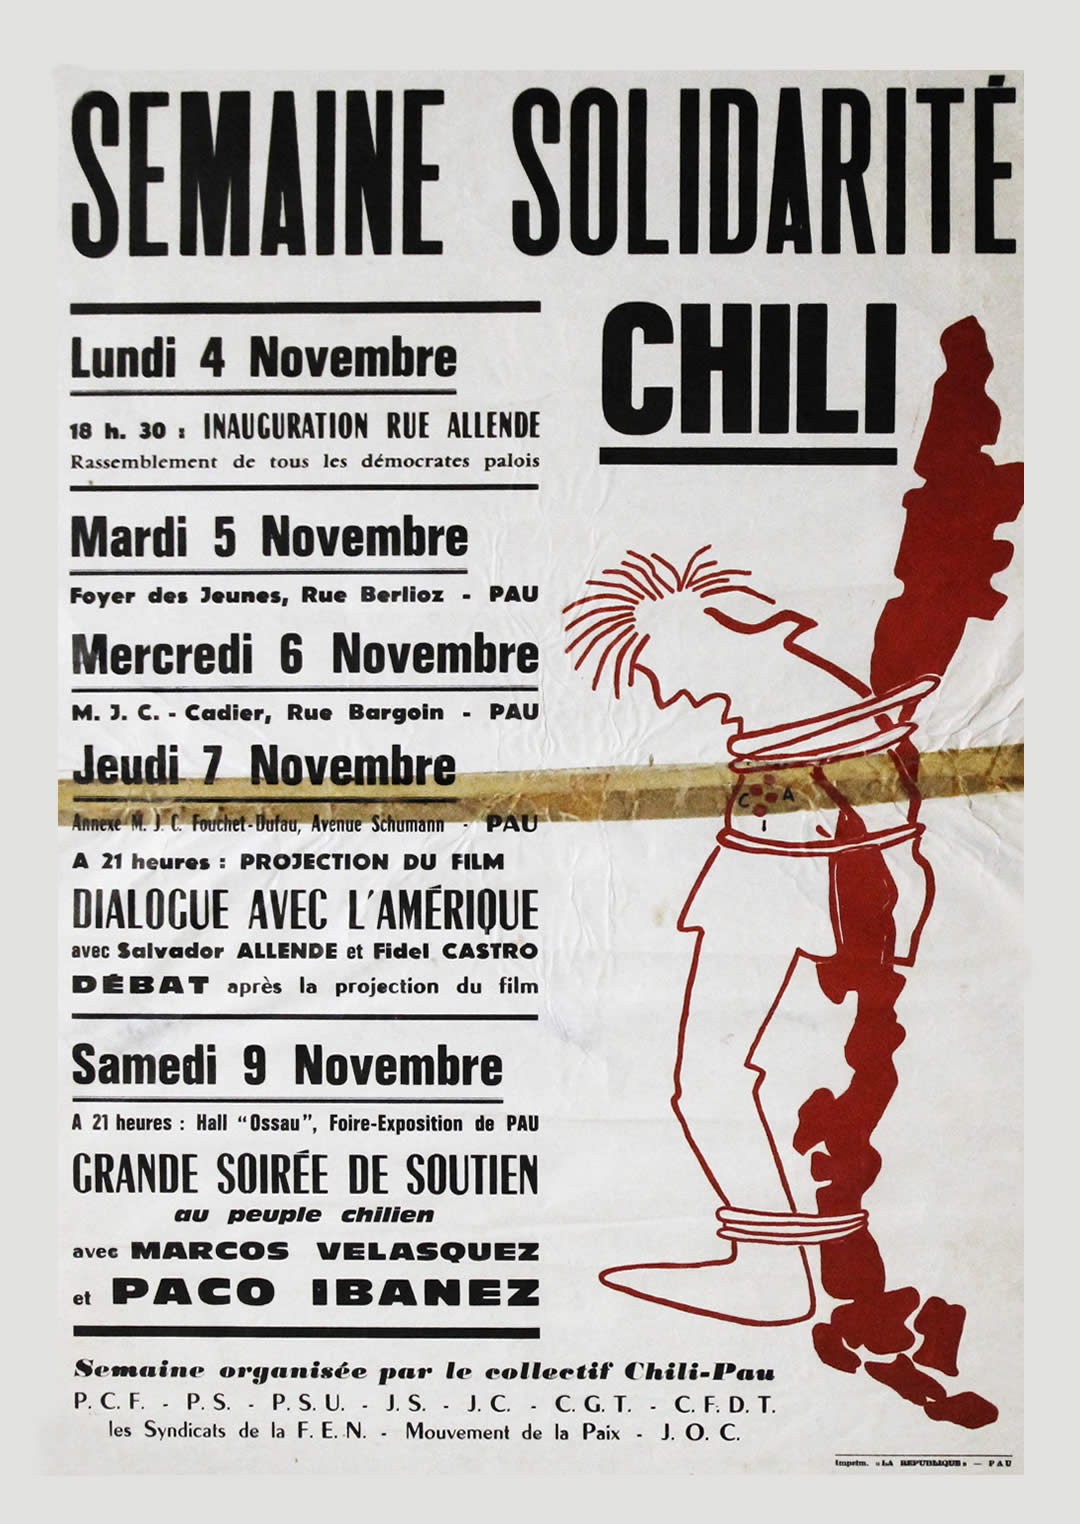 SEMAINE SOLIDARITÉ
CHILI
Lundi 4 Novembre
18 h. 30 : INAUGURATION RUE ALLENDE
Rassemblement de tous les démocrates palois
Mardi 5 Novembre
Foyer des Jeunes, Rue Berlioz - PAU
Mercredi 6 Novembre
M. J. C. - Cadier, Rue Bargoin - PAU
Jeudi 7 Novembre
Annexe M. J. C. Fouchet-Dufau, Avenue Schumann - PAU
A 21 heures : PROJECTION DU FILM
DIALOGUE AVEC L'AMÉRIQUE
avec Salvador ALLENDE et Fidel CASTRO
DÉBAT après la projection du film
Samedi 9 Novembre
A 21 heures : Hall "Ossau", Foire-Exposition de PAU
GRANDE SOIRÉE DE SOUTIEN
au peuple chilien
avec MARCOS VELASQUEZ
et PACO IBANEZ
C I A
Semaine organisée par le collectif Chili-Pau
P. C. F. - P. S. - P. S. U. - J. S. - J. C. - C. G. T. - C. F. D. T.
les Syndicats de la F. E. N. - Mouvement de la Paix - J. O. C.
Imprim. «LA REPUBLIQUE» — PAU